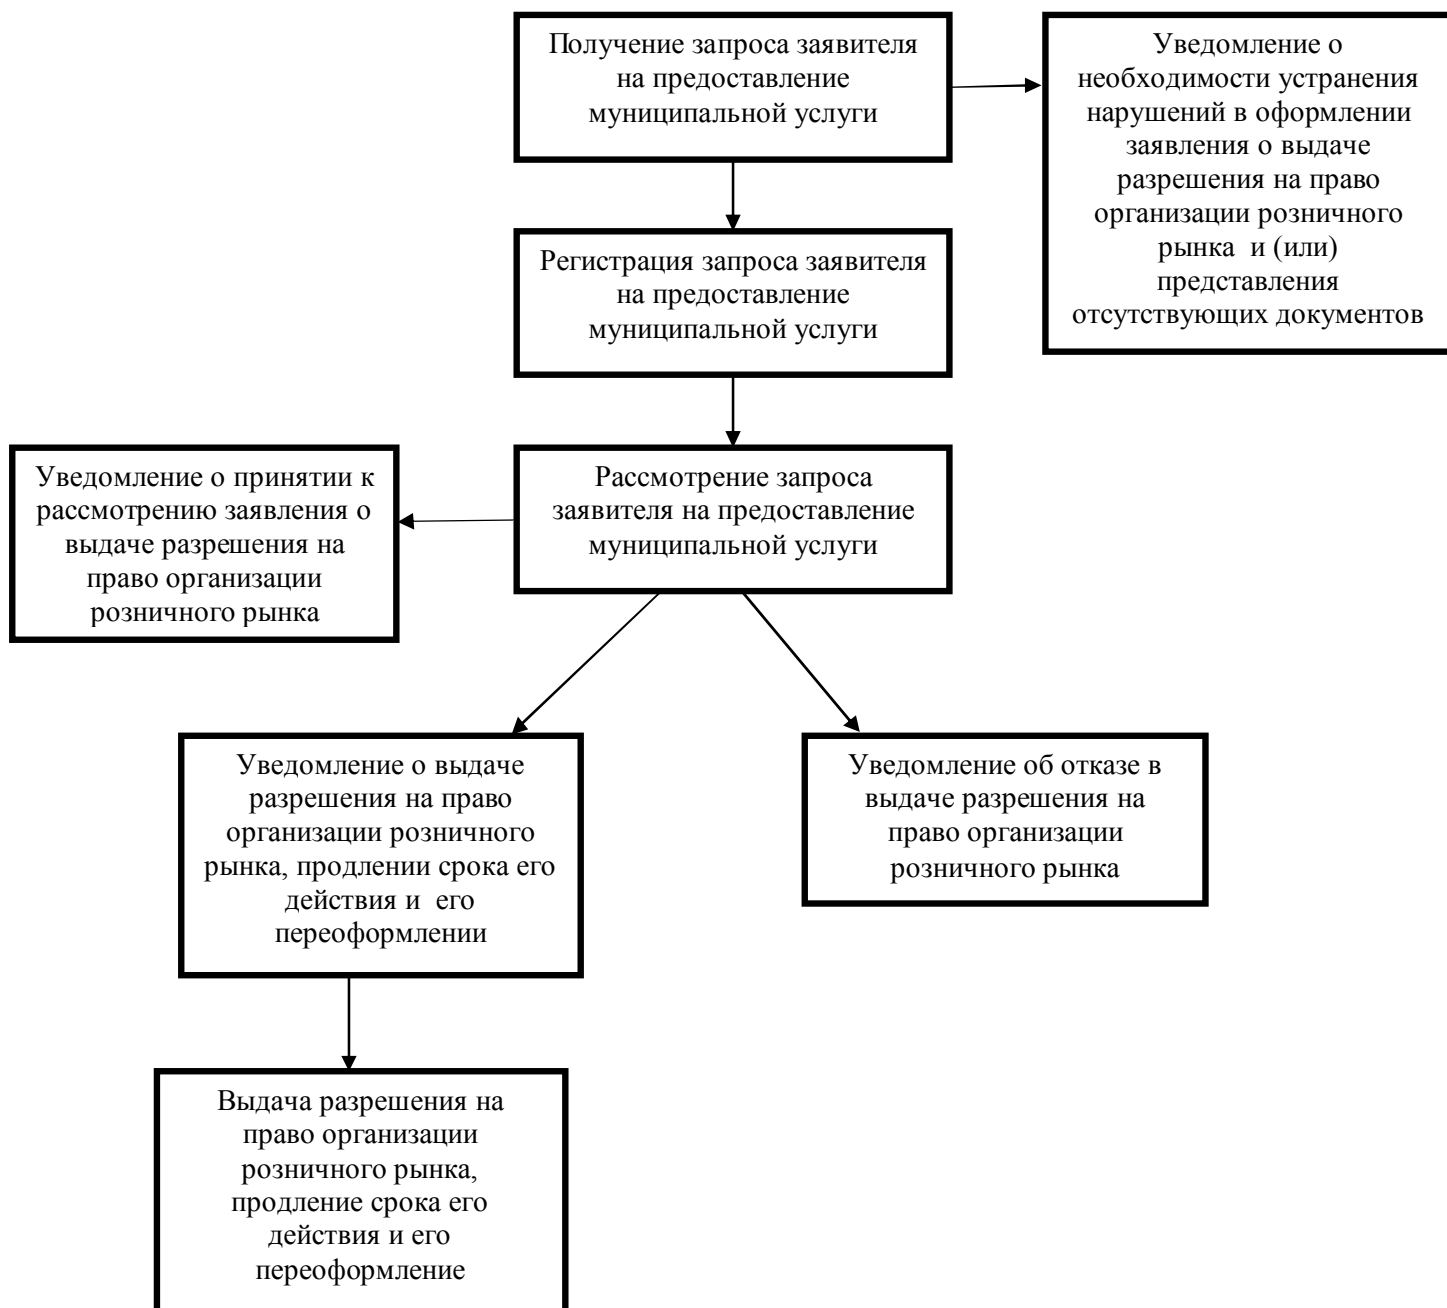 Получение запроса заявителя
на предоставление
муниципальной услуги
Уведомление о
необходимости устранения
нарушений в оформлении
заявления о выдаче
разрешения на право
организации розничного
рынка  и (или)
представления
отсутствующих документов
Регистрация запроса заявителя
на предоставление
муниципальной услуги
Уведомление о принятии к
рассмотрению заявления о
выдаче разрешения на
право организации
розничного рынка
Рассмотрение запроса
заявителя на предоставление
муниципальной услуги
Уведомление о выдаче
разрешения на право
организации розничного
рынка, продлении срока его
действия и  его
переоформлении
Уведомление об отказе в
выдаче разрешения на
право организации
розничного рынка
Выдача разрешения на
право организации
розничного рынка,
продление срока его
действия и его
переоформление